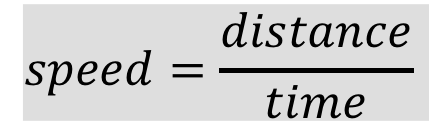 speed = distance / time